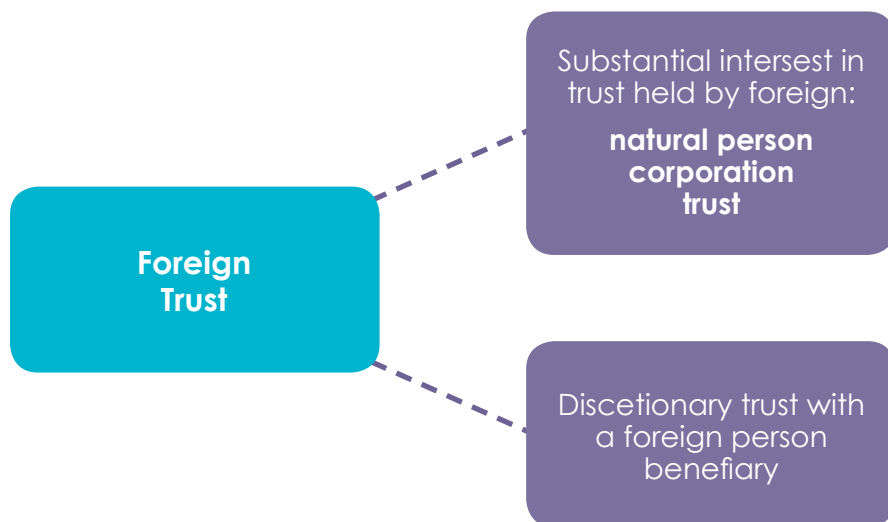 Substantial intersest in
trust held by foreign:
natural person
corporation
trust
Foreign
Trust
Discetionary trust with
a foreign person
benefiary